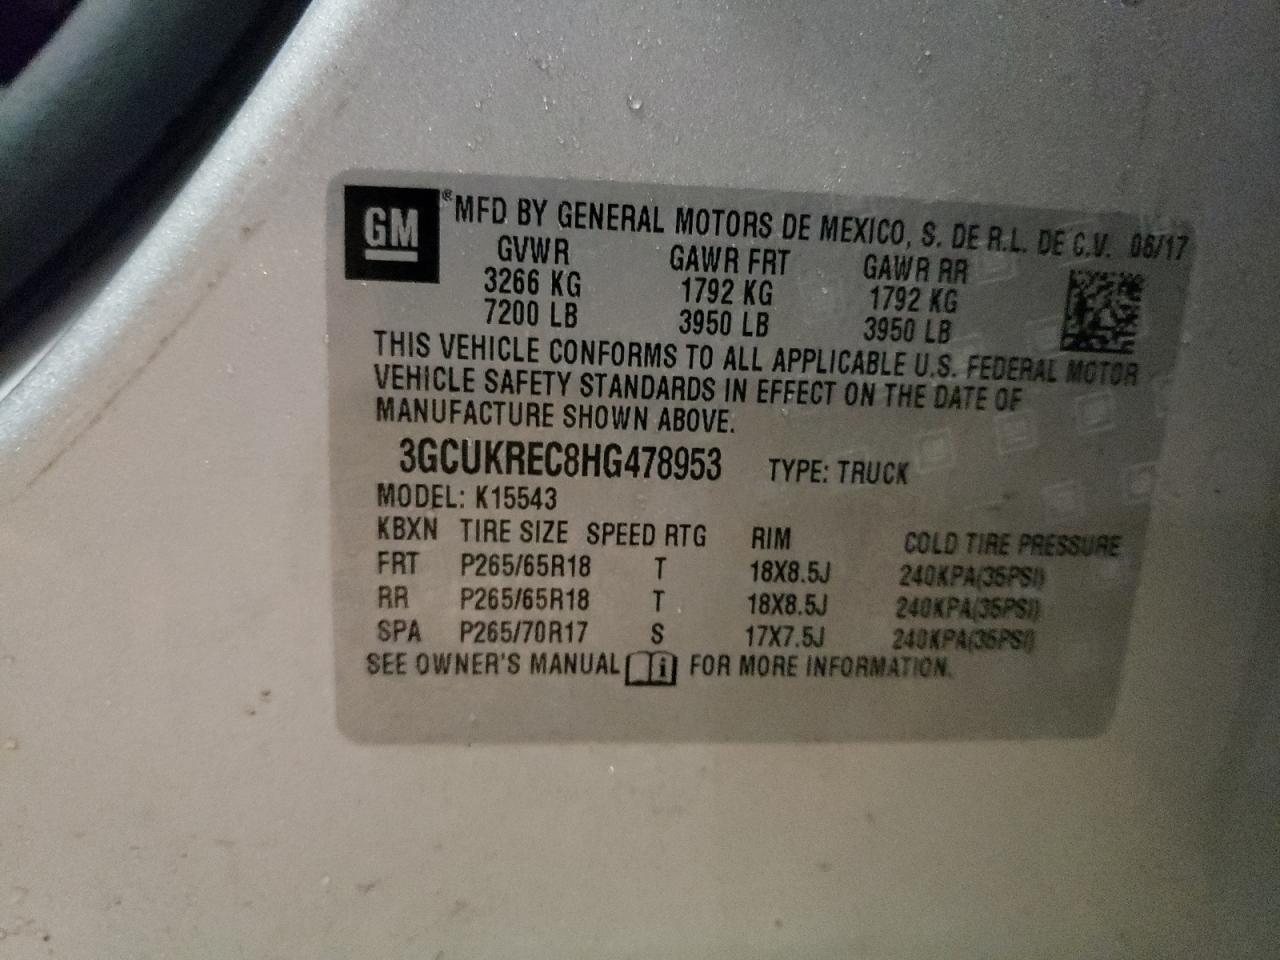 GM ® MFD BY GENERAL MOTORS DE MEXICO, S. DE R.L. DE C.V. 06/17
GVWR GAWR FRT GAWR RR
3266 KG 1792 KG 1792 KG
7200 LB 3950 LB 3950 LB
THIS VEHICLE CONFORMS TO ALL APPLICABLE U.S. FEDERAL MOTOR
VEHICLE SAFETY STANDARDS IN EFFECT ON THE DATE OF
MANUFACTURE SHOWN ABOVE.
3GCUKREC8HG478953 TYPE: TRUCK
MODEL: K15543
KBXN TIRE SIZE SPEED RTG RIM COLD TIRE PRESSURE
FRT P265/65R18 T 18X8.5J 240KPA(35PSI)
RR P265/65R18 T 18X8.5J 240KPA(35PSI)
SPA P265/70R17 S 17X7.5J 240KPA(35PSI)
SEE OWNER'S MANUAL i FOR MORE INFORMATION.